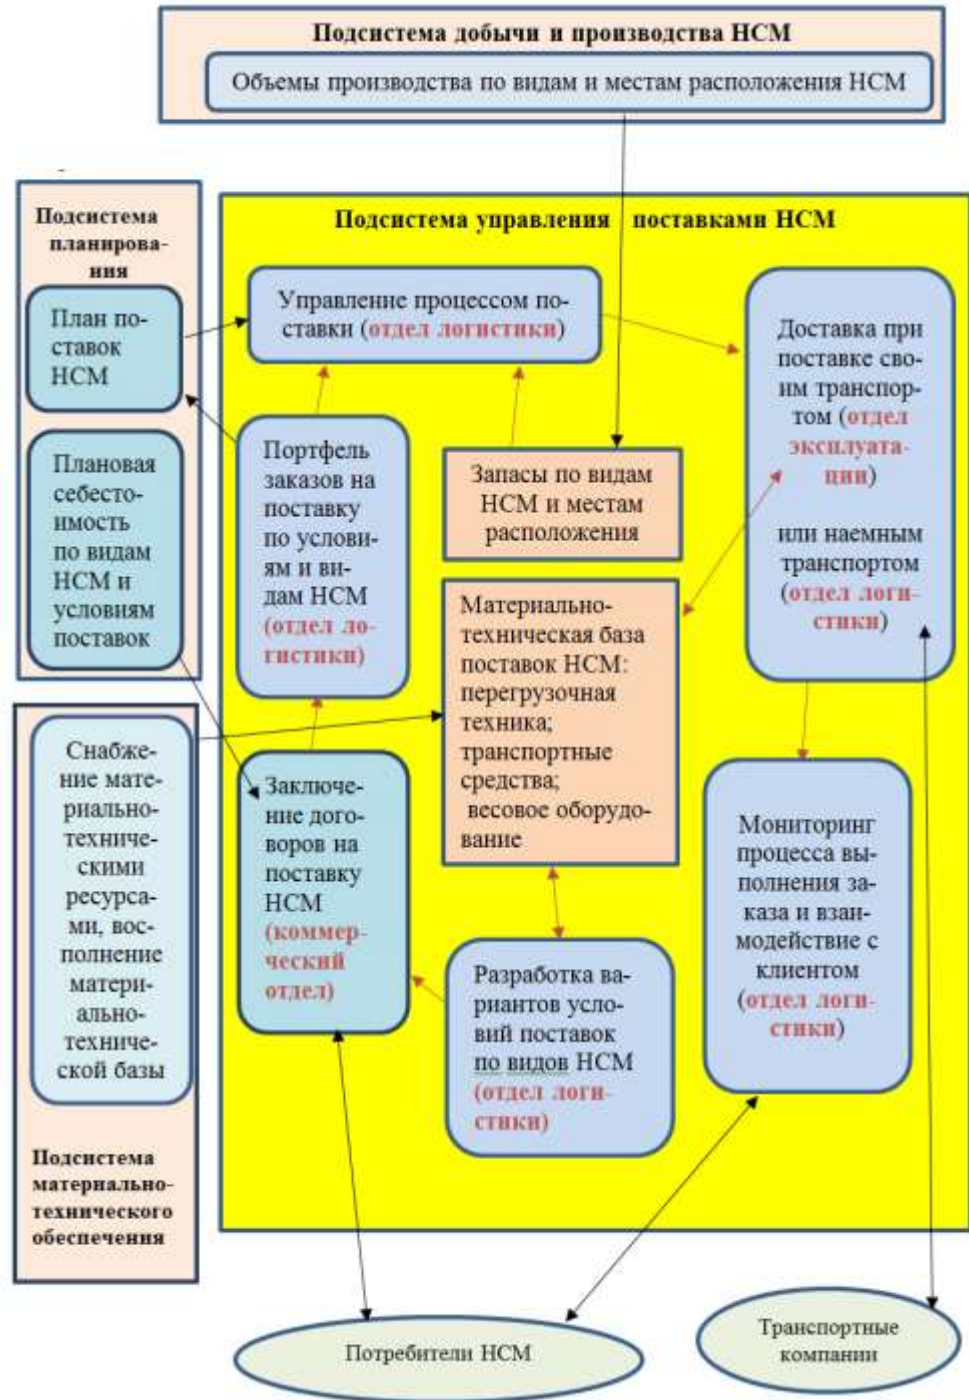 Подсистема добычи и производства НСМ
Объемы производства по видам и местам расположения НСМ
Подсистема
планирова-
ния
План по-
ставок
НСМ
Плановая
себесто-
имость
по видам
НСМ и
условиям
поставок
Подсистема управления поставками НСМ
Управление процессом по-
ставки (отдел логистики)
Доставка при
поставке сво-
им транспор-
том (отдел
эксплуата-
ции)
или наемным
транспортом
(отдел логи-
стики)
Портфель
заказов на
поставку
по услови-
ям и ви-
дам НСМ
(отдел ло-
гистики)
Запасы по видам
НСМ и местам
расположения
Материально-
техническая база
поставок НСМ:
перегрузочная
техника;
транспортные
средства;
весовое оборудо-
вание
Снабже-
ние мате-
риально-
техниче-
скими
ресурса-
ми, вос-
полнение
матери-
ально-
техниче-
ской базы
Подсистема
материально-
технического
обеспечения
Заключе-
ние дого-
воров на
поставку
НСМ
(коммер-
ческий
отдел)
Разработка ва-
риантов усло-
вий поставок
по видов НСМ
(отдел логи-
стики)
Мониторинг
процесса вы-
полнения за-
каза и взаи-
модействие с
клиентом
(отдел логи-
стики)
Потребители НСМ
Транспортные
компании